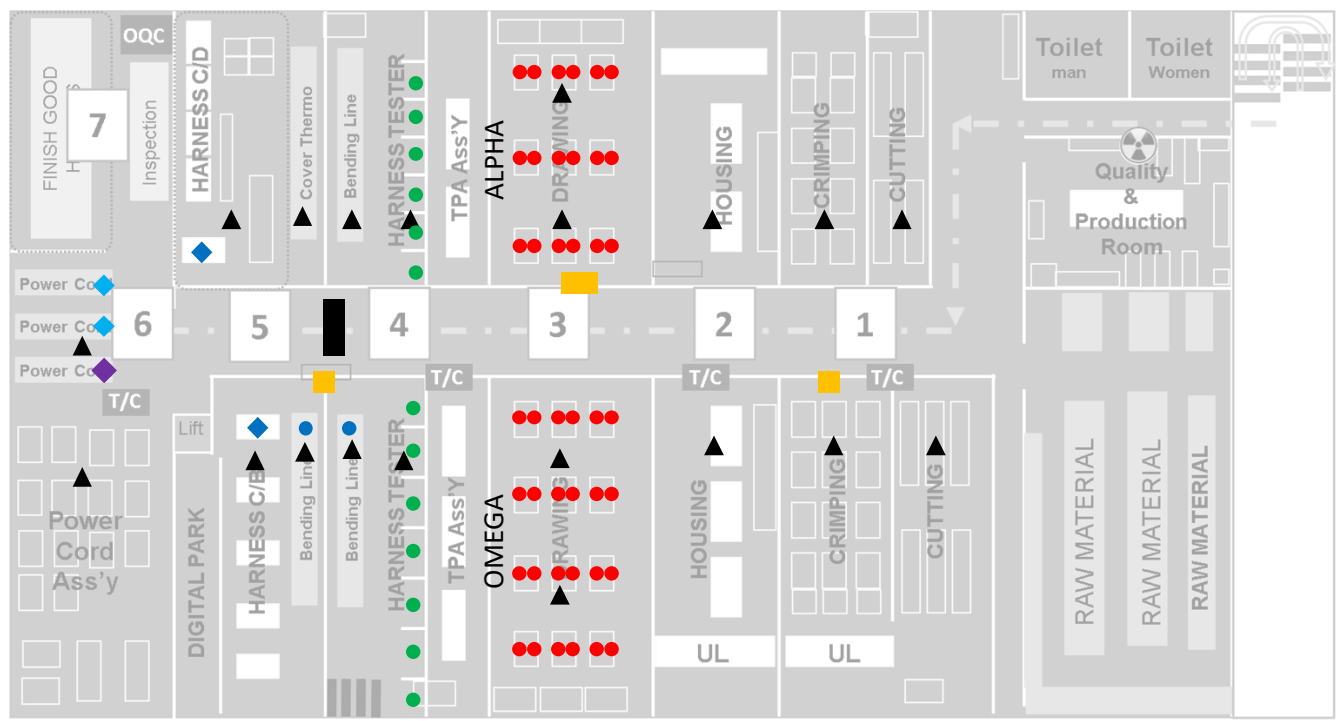 OQC
FINISH GOOD
7
Inspection
HARNESS C/D
Cover Thermo
Bending Line
HARNESS TESTER
TPA Ass'Y
ALPHA
DRAWING
HOUSING
CRIMPING
CUTTING
Toilet
man
Toilet
Women
Quality
&
Production
Room
Power Co
Power Co
Power Co
6
5
4
3
2
1
T/C
T/C
T/C
T/C
Lift
Power
Cord
Ass'y
DIGITAL PARK
HARNESS C/B
Bending Line
Bending Line
HARNESS TESTER
TPA Ass'Y
OMEGA
DRAWING
HOUSING
CRIMPING
CUTTING
UL
UL
RAW MATERIAL
RAW MATERIAL
RAW MATERIAL